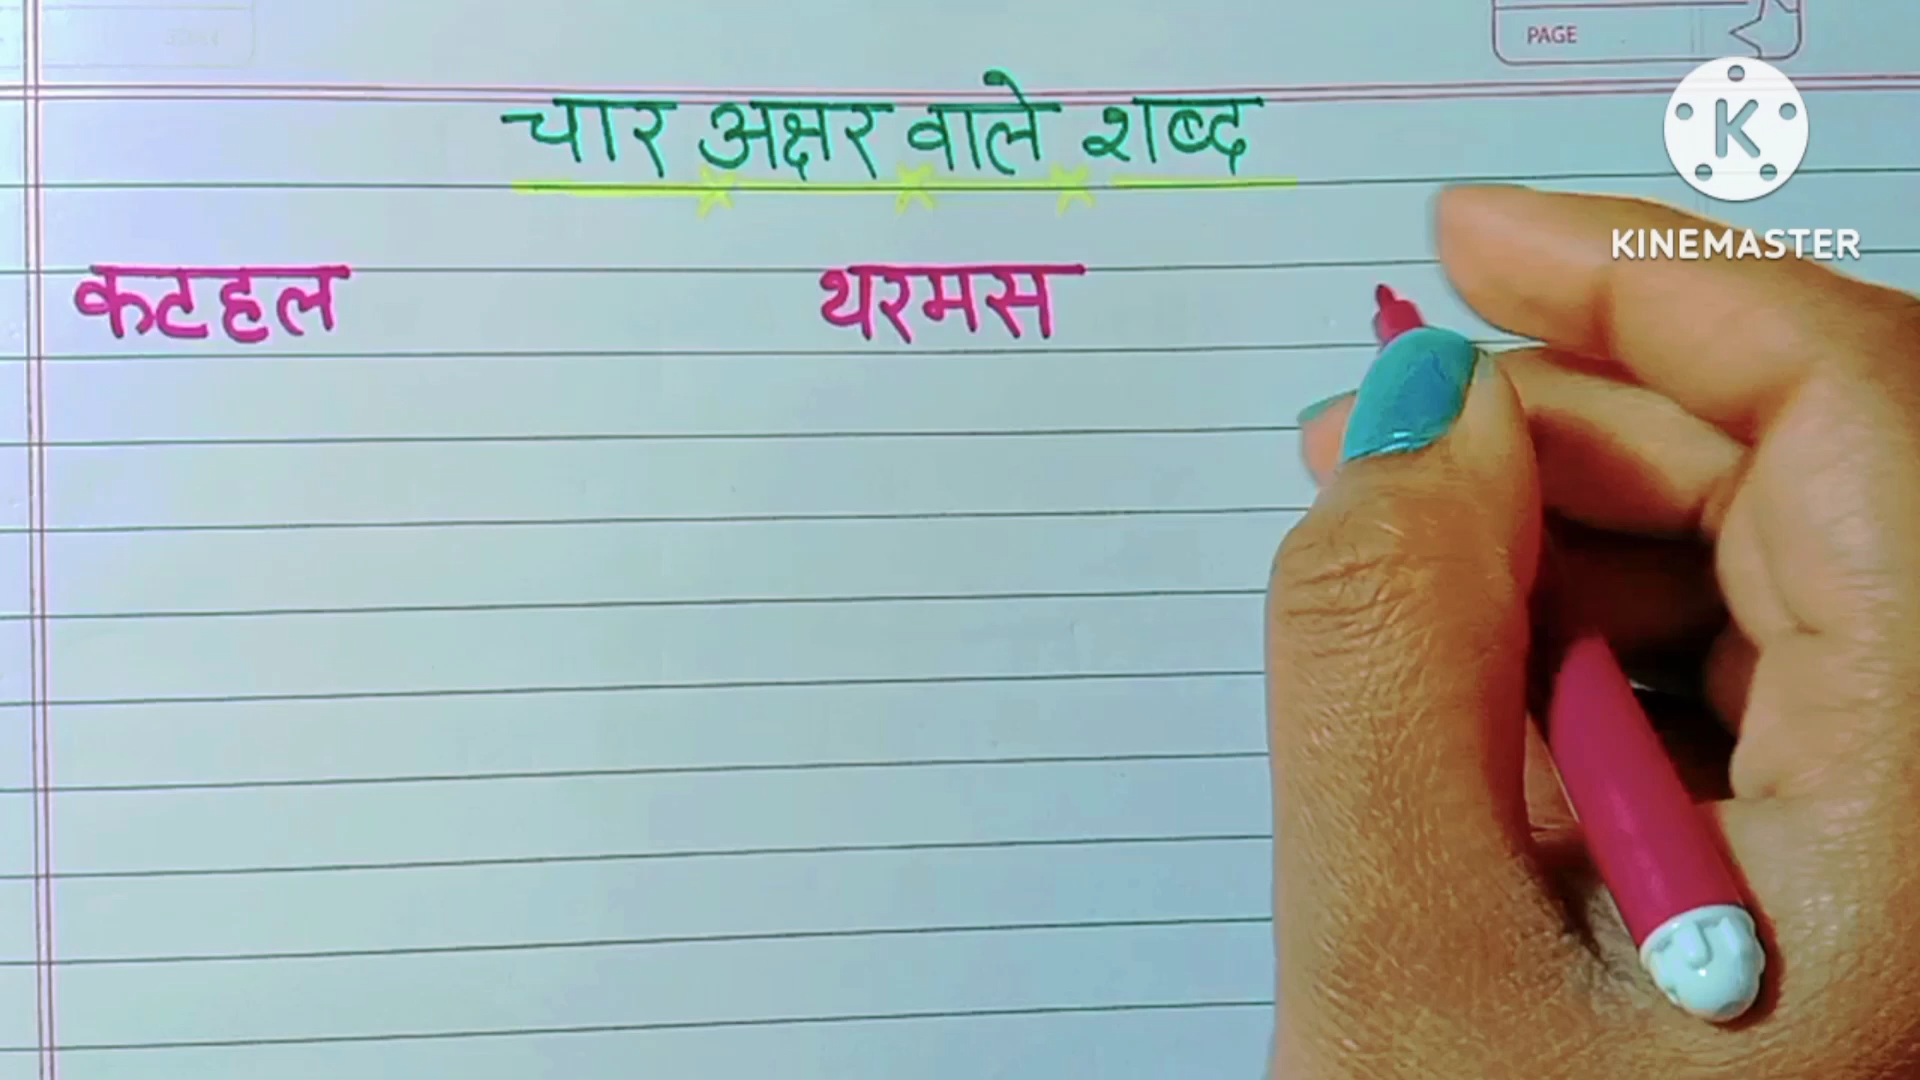 PAGE
चार अक्षर वाले शब्द
K
KINEMASTER
कटहल थरमस